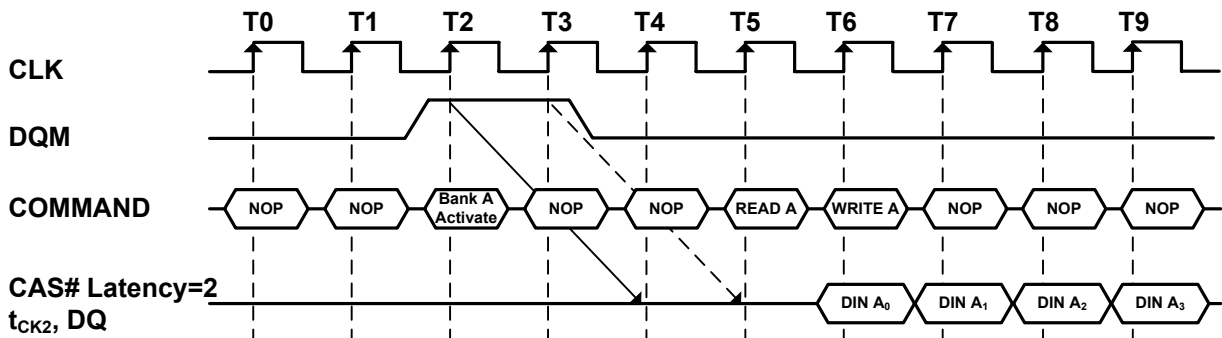 T0 T1 T2 T3 T4 T5 T6 T7 T8 T9
CLK
DQM
COMMAND NOP NOP Bank A Activate NOP NOP READ A WRITE A NOP NOP NOP
CAS# Latency=2
tCK2, DQ DIN A0 DIN A1 DIN A2 DIN A3